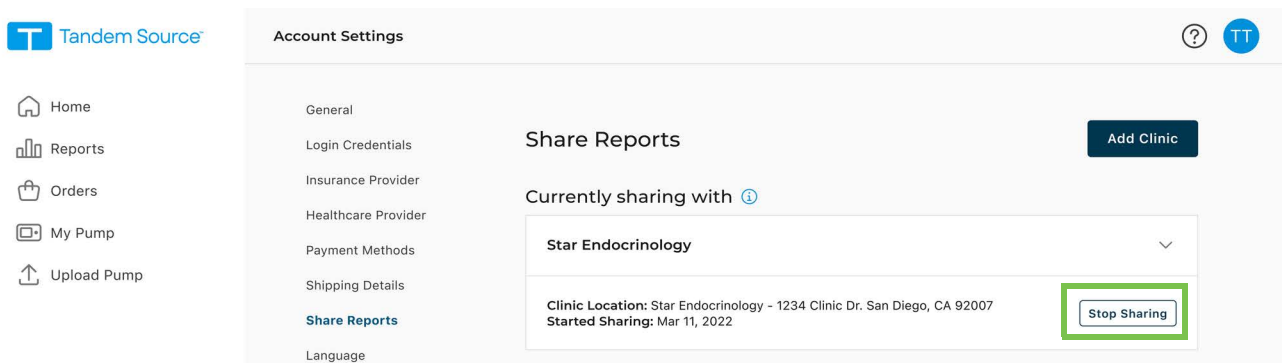 Tandem Source™
Account Settings
?
TT
Home
Reports
Orders
My Pump
Upload Pump
General
Login Credentials
Insurance Provider
Healthcare Provider
Payment Methods
Shipping Details
Share Reports
Language
Share Reports
Add Clinic
Currently sharing with
Star Endocrinology
Clinic Location: Star Endocrinology - 1234 Clinic Dr. San Diego, CA 92007
Started Sharing: Mar 11, 2022
Stop Sharing